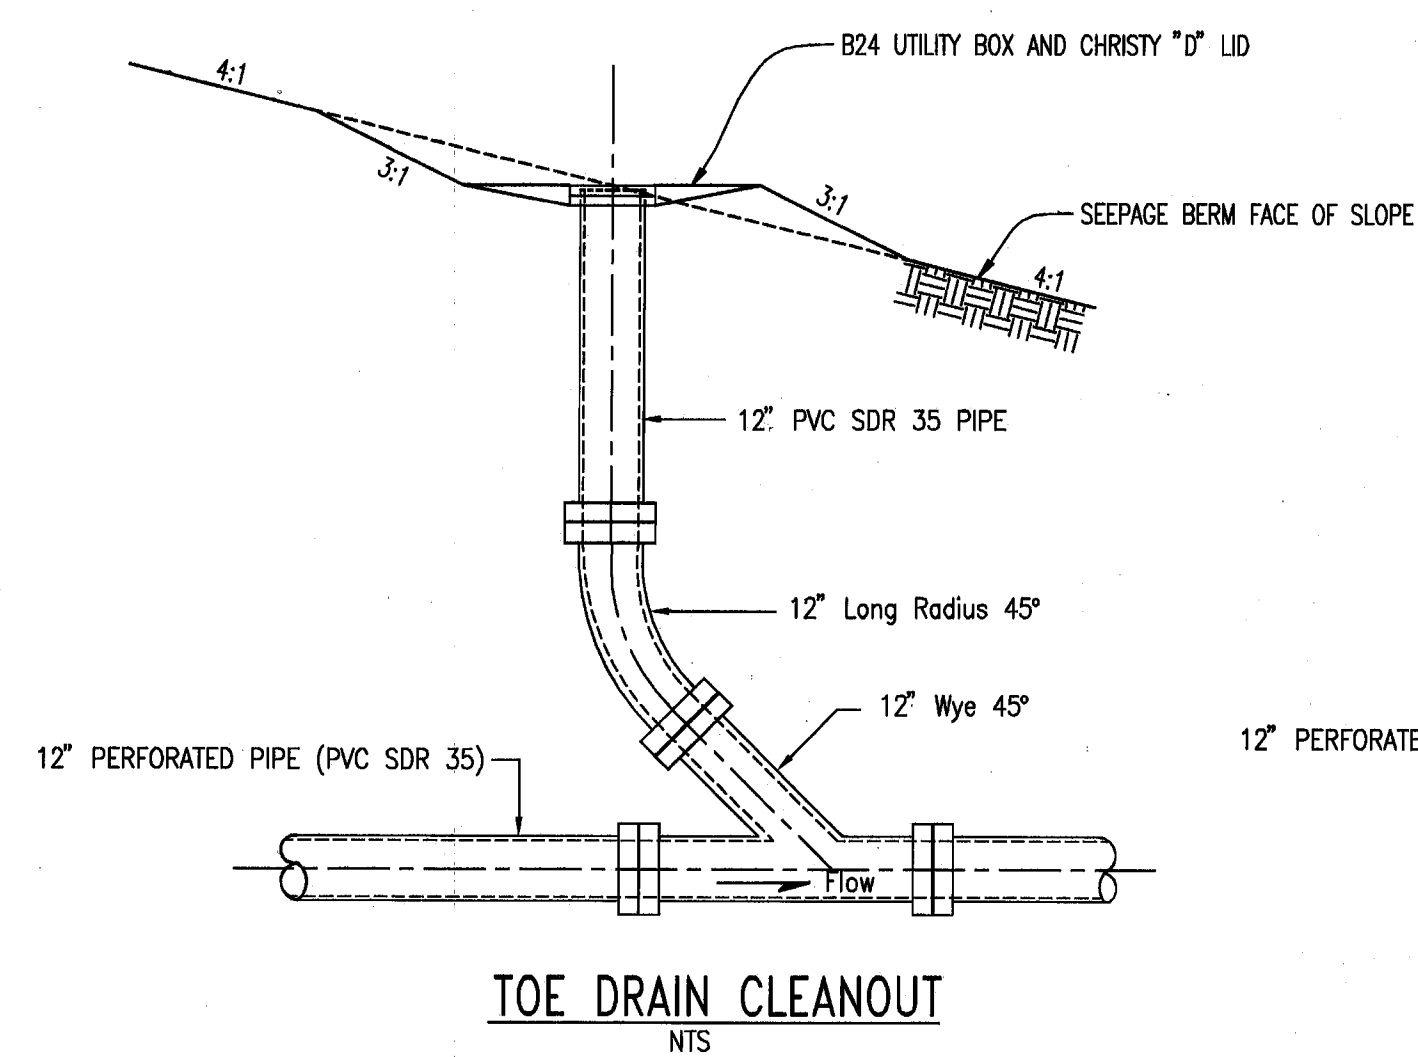 B24 UTILITY BOX AND CHRISTY "D" LID
4:1
3:1
3:1
SEEPAGE BERM FACE OF SLOPE
4:1
12" PVC SDR 35 PIPE
12" Long Radius 45°
12" Wye 45°
12" PERFORATED PIPE (PVC SDR 35)
12" PERFORATE
Flow
TOE DRAIN CLEANOUT
NTS